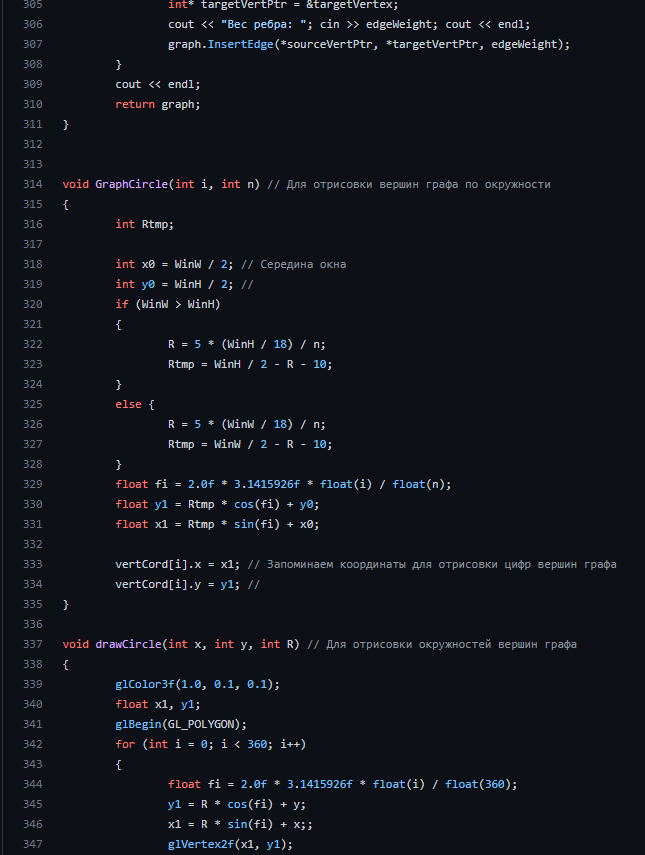 305 int* targetVertPtr = &targetVertex;
306 cout << "Вес ребра: "; cin >> edgeWeight; cout << endl;
307 graph.InsertEdge(*sourceVertPtr, *targetVertPtr, edgeWeight);
308 }
309 cout << endl;
310 return graph;
311 }
312
313
314 void GraphCircle(int i, int n) // Для отрисовки вершин графа по окружности
315 {
316 int Rtmp;
317
318 int x0 = WinW / 2; // Середина окна
319 int y0 = WinH / 2; //
320 if (WinW > WinH)
321 {
322 R = 5 * (WinH / 18) / n;
323 Rtmp = WinH / 2 - R - 10;
324 }
325 else {
326 R = 5 * (WinW / 18) / n;
327 Rtmp = WinW / 2 - R - 10;
328 }
329 float fi = 2.0f * 3.1415926f * float(i) / float(n);
330 float y1 = Rtmp * cos(fi) + y0;
331 float x1 = Rtmp * sin(fi) + x0;
332
333 vertCord[i].x = x1; // Запоминаем координаты для отрисовки цифр вершин графа
334 vertCord[i].y = y1; //
335 }
336
337 void drawCircle(int x, int y, int R) // Для отрисовки окружностей вершин графа
338 {
339 glColor3f(1.0, 0.1, 0.1);
340 float x1, y1;
341 glBegin(GL_POLYGON);
342 for (int i = 0; i < 360; i++)
343 {
344 float fi = 2.0f * 3.1415926f * float(i) / float(360);
345 y1 = R * cos(fi) + y;
346 x1 = R * sin(fi) + x;;
347 glVertex2f(x1, y1);